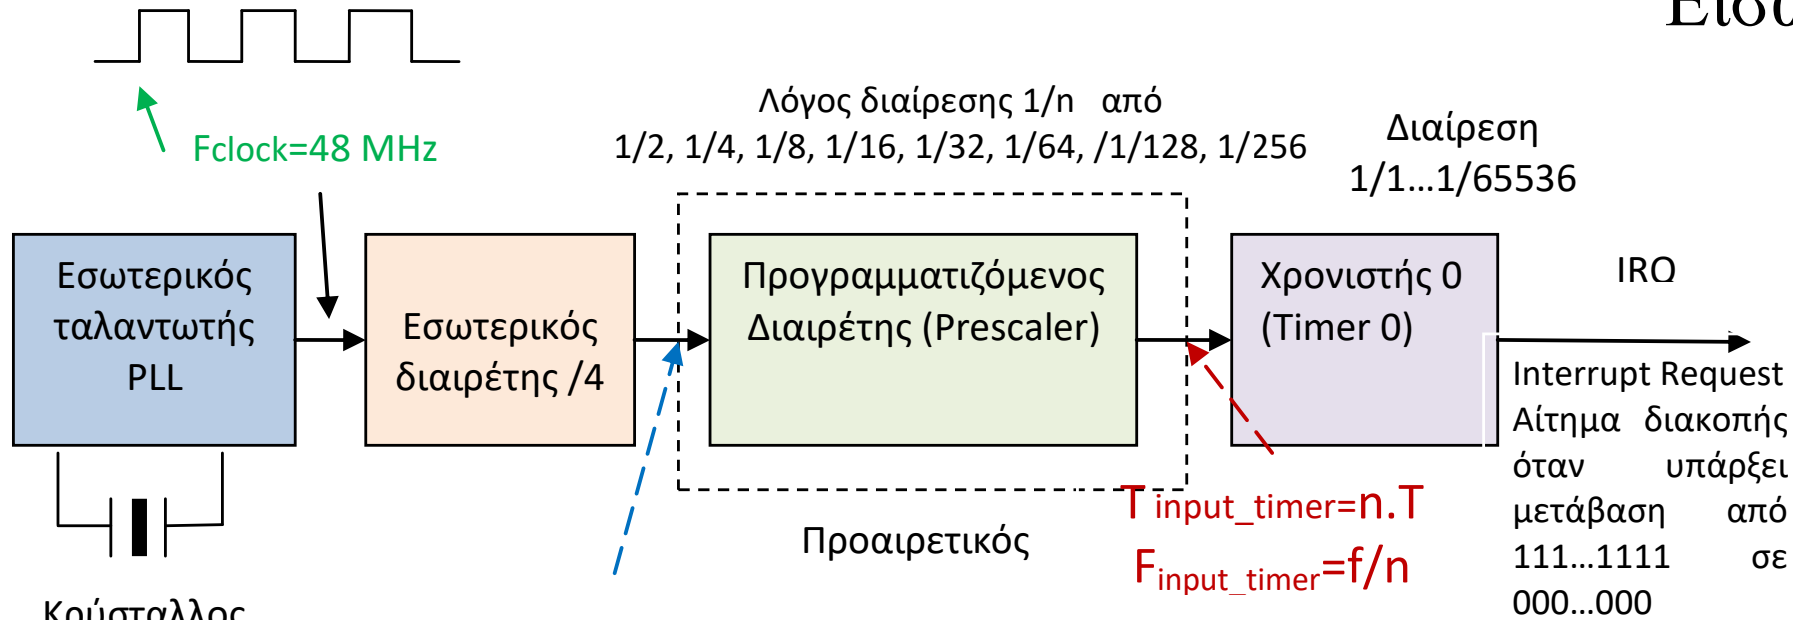 Fclock=48 MHz
Λόγος διαίρεσης 1/n από
1/2, 1/4, 1/8, 1/16, 1/32, 1/64, /1/128, 1/256
Διαίρεση
1/1...1/65536
Εσωτερικός
ταλαντωτής
PLL
Εσωτερικός
διαιρέτης /4
Προγραμματιζόμενος
Διαιρέτης (Prescaler)
Χρονιστής 0
(Timer 0)
IRQ
Interrupt Request
Αίτημα διακοπής
όταν υπάρξει
μετάβαση από
111...1111 σε
000...000
T input_timer=n.T
Finput_timer=f/n
Προαιρετικός
Κρύσταλλος